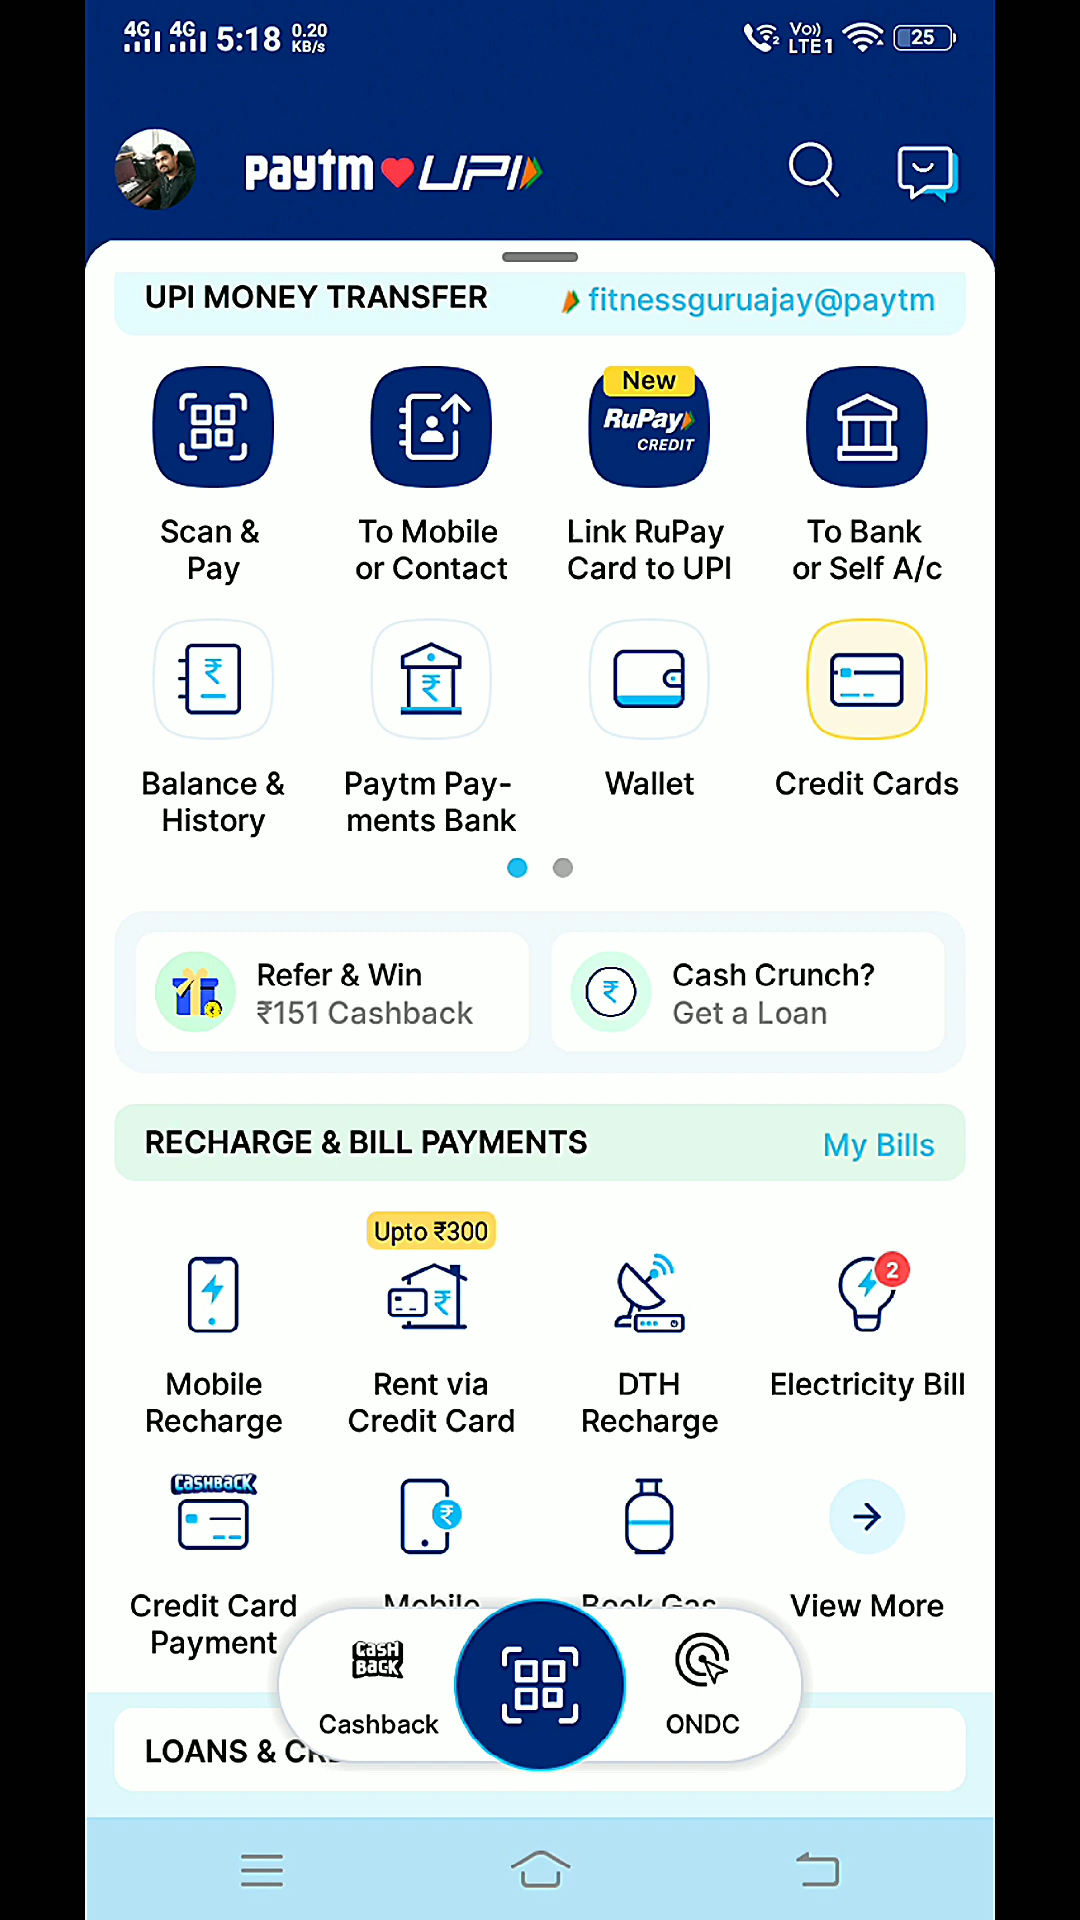 4G 4G 5:18 0.20 KB/s Vo)) LTE1 25
paytm UPI
UPI MONEY TRANSFER fitnessguruajay@paytm
New
RuPay
CREDIT
Scan & To Mobile Link RuPay To Bank
Pay or Contact Card to UPI or Self A/c
₹ ₹
Balance & Paytm Pay- Wallet Credit Cards
History ments Bank
Refer & Win Cash Crunch?
₹151 Cashback ₹ Get a Loan
RECHARGE & BILL PAYMENTS My Bills
Upto ₹300
₹ 2
Mobile Rent via DTH Electricity Bill
Recharge Credit Card Recharge
CASHBACK
₹
Credit Card Mobile Book Gas View More
Payment
CASH
BACK
Cashback ONDC
LOANS & CR